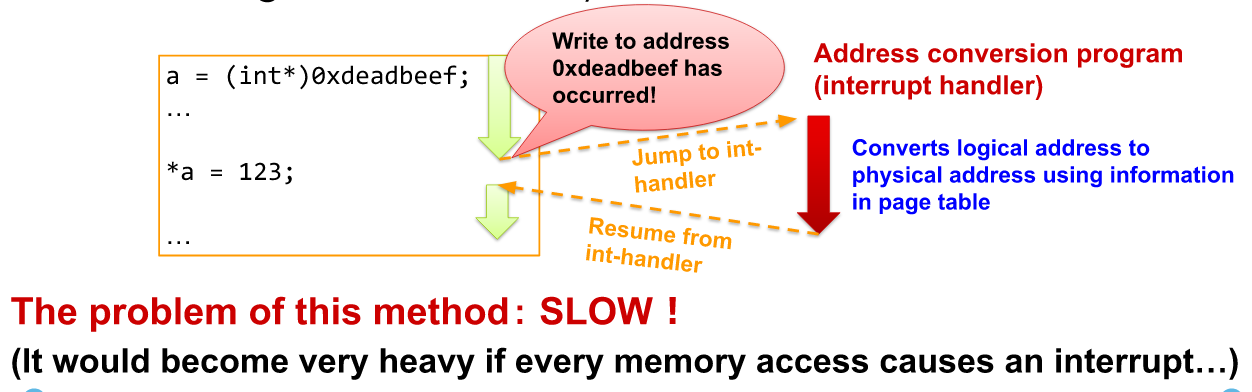 a = (int*)0xdeadbeef;
…
*a = 123;
…
Write to address
0xdeadbeef has
occurred!
Jump to int-
handler
Resume from
int-handler
Address conversion program
(interrupt handler)
Converts logical address to
physical address using information
in page table
The problem of this method: SLOW !
(It would become very heavy if every memory access causes an interrupt…)